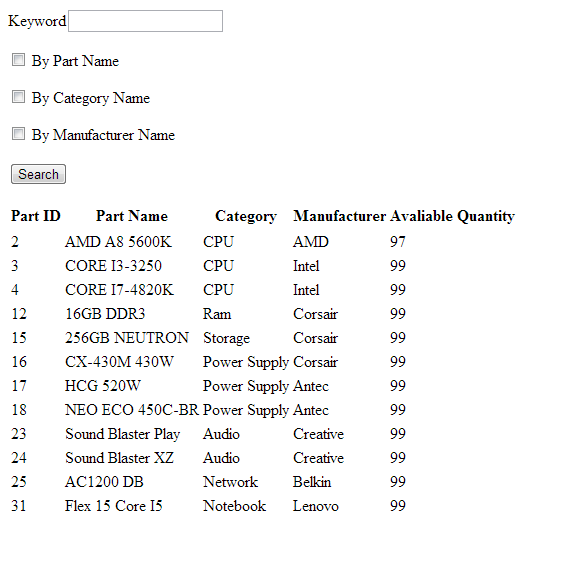 Keyword
By Part Name
By Category Name
By Manufacturer Name
Search
Part ID Part Name Category Manufacturer Avaliable Quantity
2 AMD A8 5600K CPU AMD 97
3 CORE I3-3250 CPU Intel 99
4 CORE I7-4820K CPU Intel 99
12 16GB DDR3 Ram Corsair 99
15 256GB NEUTRON Storage Corsair 99
16 CX-430M 430W Power Supply Corsair 99
17 HCG 520W Power Supply Antec 99
18 NEO ECO 450C-BR Power Supply Antec 99
23 Sound Blaster Play Audio Creative 99
24 Sound Blaster XZ Audio Creative 99
25 AC1200 DB Network Belkin 99
31 Flex 15 Core I5 Notebook Lenovo 99